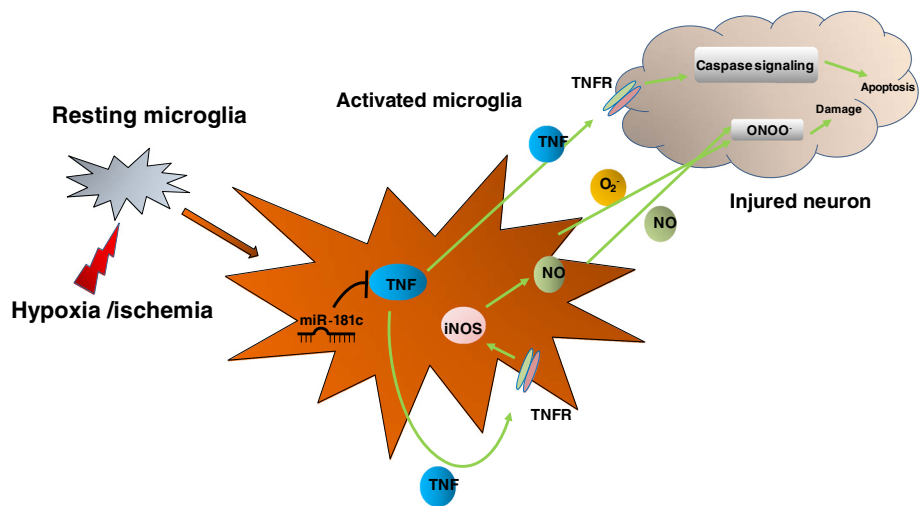 Resting microglia
Hypoxia /ischemia
Activated microglia
TNF
miR-181c
TNF
TNFR
iNOS
NO
TNF
O₂⁻
NO
TNFR
Caspase signaling
Apoptosis
ONOO⁻
Damage
Injured neuron